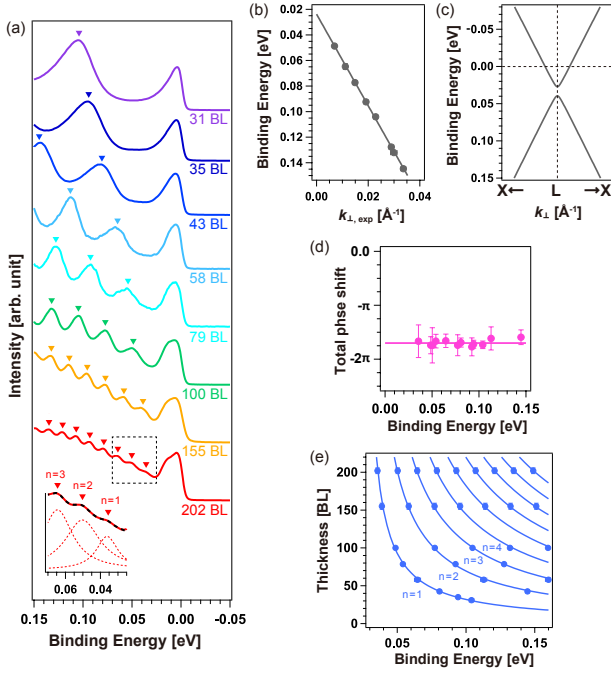 (a)
31 BL
35 BL
43 BL
58 BL
79 BL
100 BL
155 BL
202 BL
n=3
n=2
n=1
0.06 0.04
0.15 0.10 0.05 0.00 -0.05
Binding Energy [eV]
Intensity [arb. unit]
(b)
0.02
0.04
0.06
0.08
0.10
0.12
0.14
0.00 0.02 0.04
k⊥,exp [Å-1]
Binding Energy [eV]
(c)
-0.05
0.00
0.05
0.10
0.15
X← L →X
k⊥ [Å-1]
Binding Energy [eV]
(d)
0.0
-π
-2π
0.00 0.05 0.10 0.15
Binding Energy [eV]
Total phse shift
(e)
200
150
100
50
0
n=4
n=3
n=2
n=1
0.05 0.10 0.15
Binding Energy [eV]
Thickness [BL]